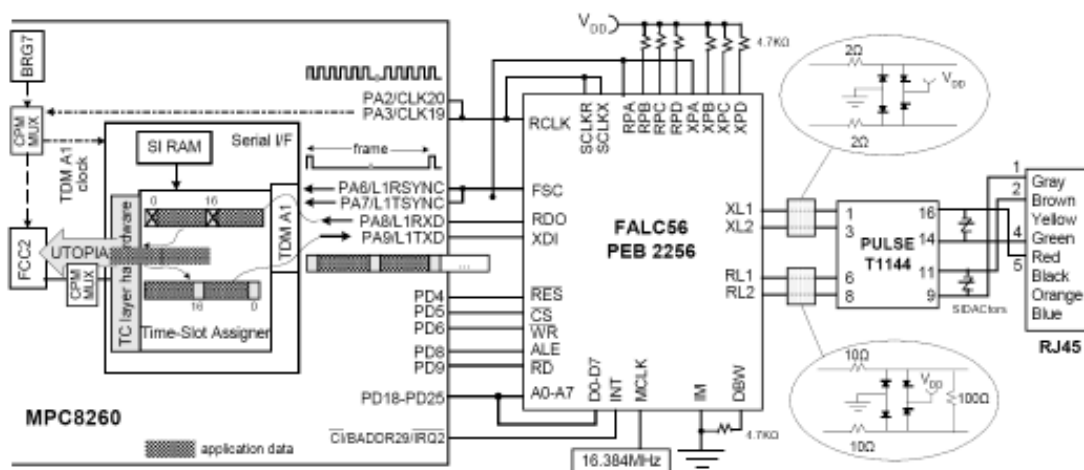 V_DD
4.7KΩ
BRG7
CPM MUX
FCC2
CPM MUX
TDM A1 clock
PA2/CLK20
PA3/CLK19
Serial I/F
SI RAM
0 16
TDM A1
frame
PA6/L1RSYNC
PA7/L1TSYNC
PA8/L1RXD
PA9/L1TXD
...
UTOPIA
TC layer hardware
16 0
Time-Slot Assigner
PD4
PD5
PD6
PD8
PD9
PD18-PD25
MPC8260
application data
CI/BADDR29/IRQ2
RCLK
SCLKR
SCLKX
RPA
RPB
RPC
RPD
XPA
XPB
XPC
XPD
FSC
RDO
XDI
FALC56
PEB 2256
XL1
XL2
RL1
RL2
RES
CS
WR
ALE
RD
A0-A7
D0-D7
INT
MCLK
IM
DBW
4.7KΩ
16.384MHz
2Ω
V_DD
2Ω
1
3
6
8
PULSE
T1144
16
14
11
9
SIDACtors
10Ω
V_DD
100Ω
10Ω
1
2
4
5
Gray
Brown
Yellow
Green
Red
Black
Orange
Blue
RJ45